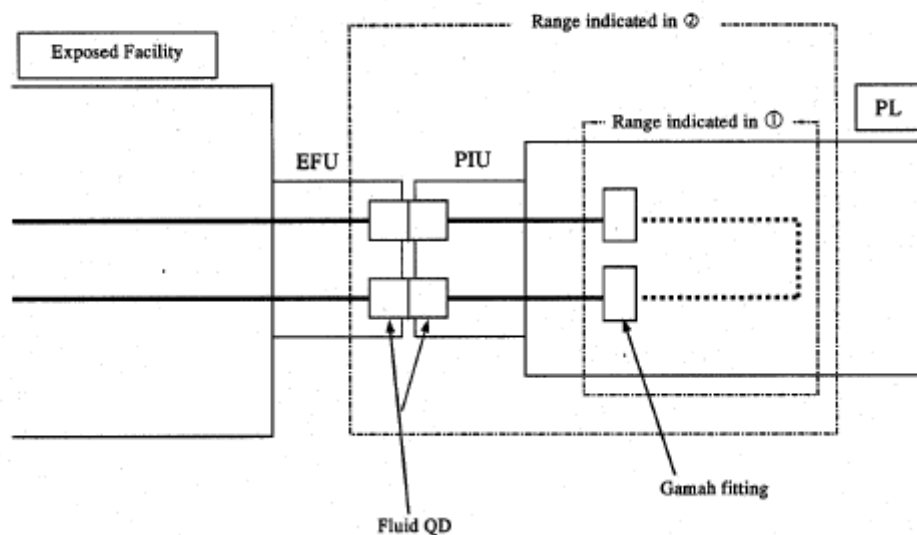 Range indicated in ②
Exposed Facility
PL
Range indicated in ①
EFU
PIU
Gamah fitting
Fluid QD